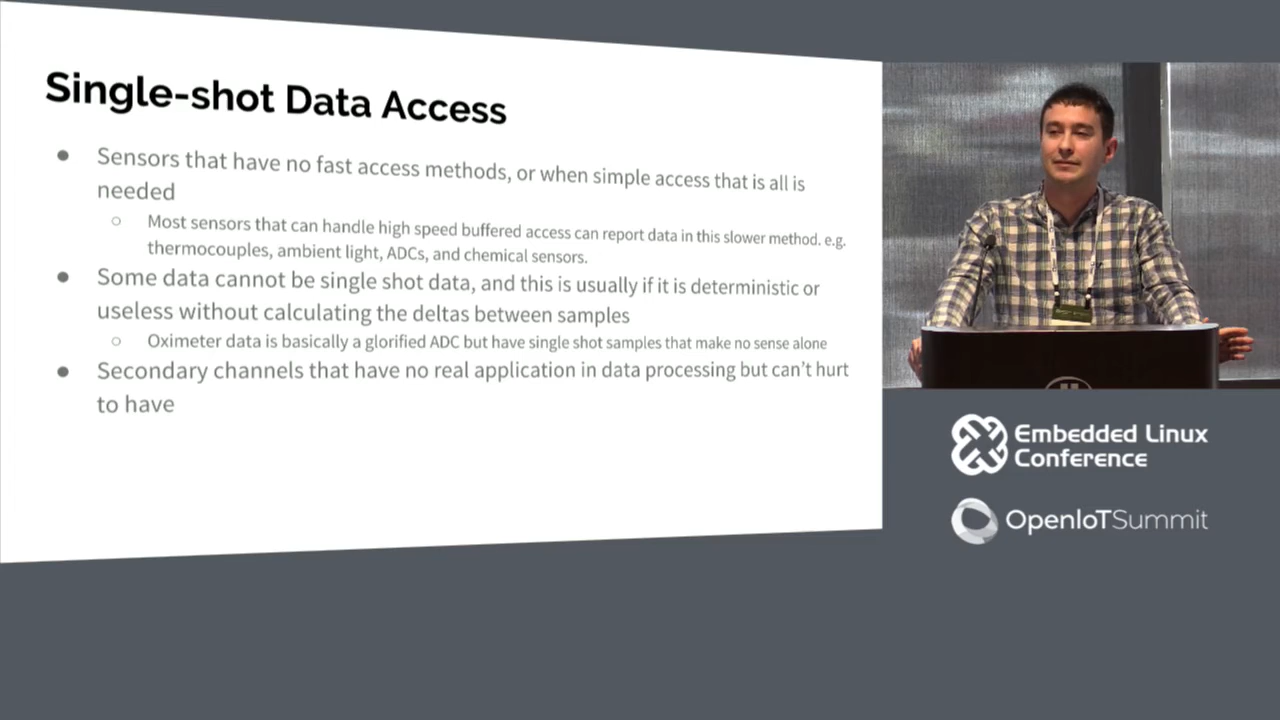 Single-shot Data Access
● Sensors that have no fast access methods, or when simple access that is all is
needed
○ Most sensors that can handle high speed buffered access can report data in this slower method. e.g.
thermocouples, ambient light, ADCs, and chemical sensors.
● Some data cannot be single shot data, and this is usually if it is deterministic or
useless without calculating the deltas between samples
○ Oximeter data is basically a glorified ADC but have single shot samples that make no sense alone
● Secondary channels that have no real application in data processing but can't hurt
to have
Embedded Linux
Conference
OpenIoTSummit